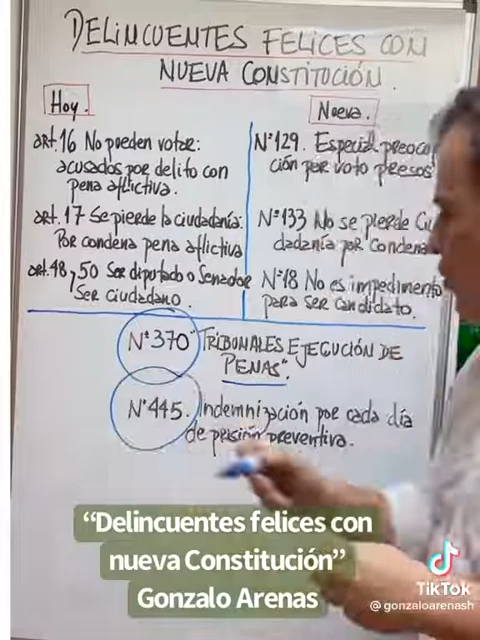 DELINCUENTES FELICES CON
NUEVA CONSTITUCIÓN.
Hoy.
art.16 No pueden votar:
acusados por delito con
pena aflictiva.
art.17 Se pierde la ciudadanía:
Por condena pena aflictiva
art.48 y 50 Ser diputado o Senador
Ser ciudadano.
Nueva.
N°129. Especial preocu
ción por voto presos
N°133 No se pierde Ciu
dadanía por Condena
N°18 No es impedimento
para ser candidato.
N°370 "TRIBUNALES EJECUCIÓN DE
PENAS".
N°445. Indemnización por cada día
de prisión preventiva.
“Delincuentes felices con
nueva Constitución”
Gonzalo Arenas
TikTok
@gonzaloarenash